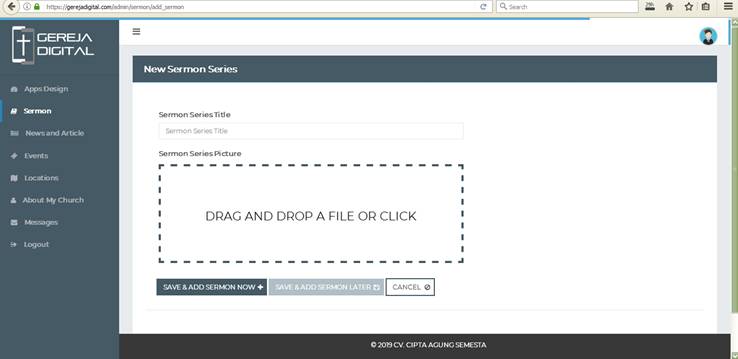 https://gerejadigital.com/admin/sermon/add_sermon
Search
GEREJA
DIGITAL
Apps Design
Sermon
News and Article
Events
Locations
About My Church
Messages
Logout
New Sermon Series
Sermon Series Title
Sermon Series Title
Sermon Series Picture
DRAG AND DROP A FILE OR CLICK
SAVE & ADD SERMON NOW
SAVE & ADD SERMON LATER
CANCEL
© 2019 CV. CIPTA AGUNG SEMESTA